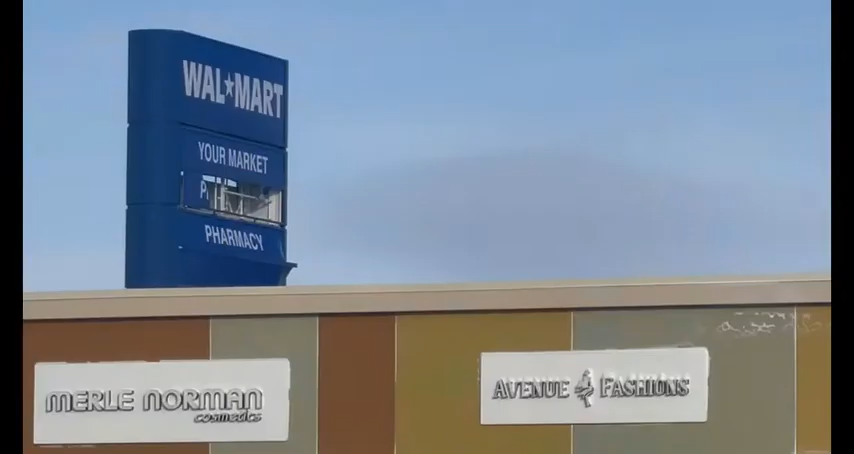 WAL★MART
YOUR MARKET
PHARMACY
MERLE NORMAN
cosmetics
AVENUE FASHIONS